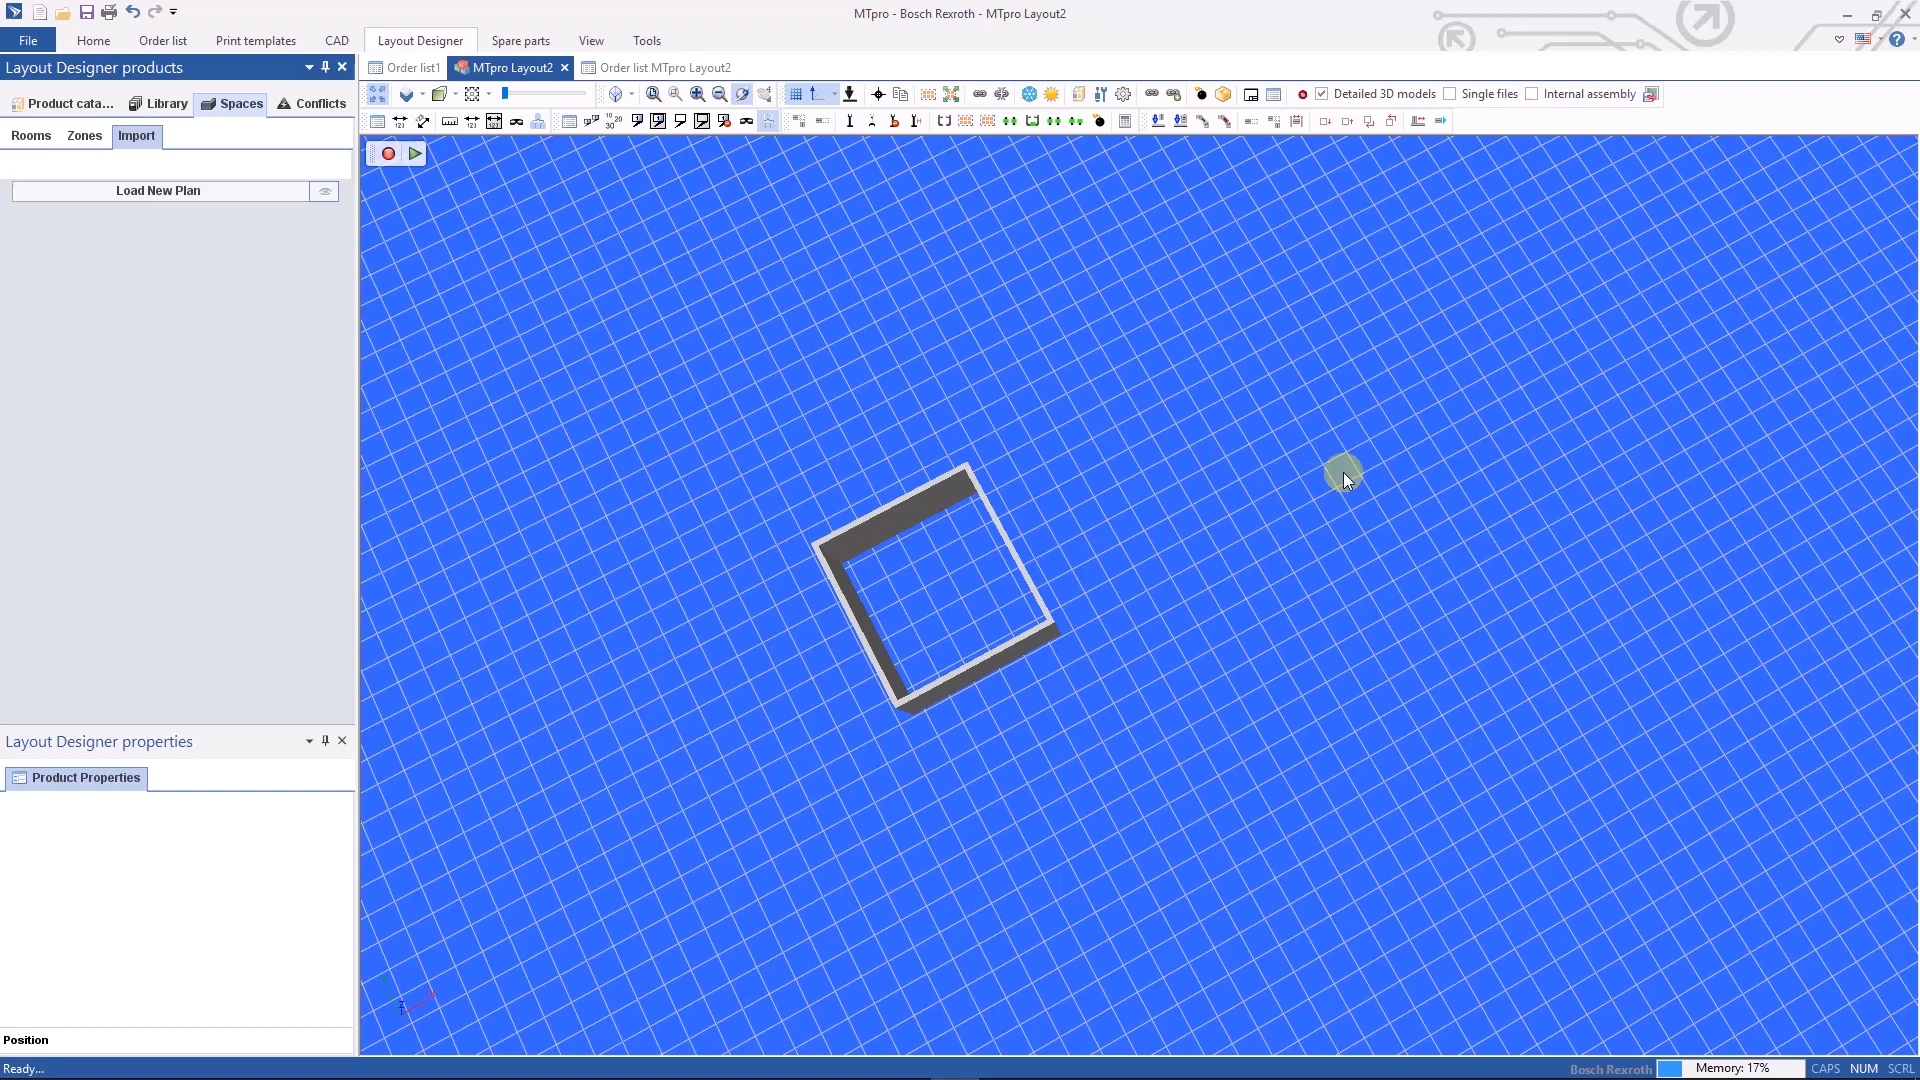 MTpro - Bosch Rexroth - MTpro Layout2
File Home Order list Print templates CAD Layout Designer Spare parts View Tools
Layout Designer products
Order list1 MTpro Layout2 Order list MTpro Layout2
Product cata... Library Spaces Conflicts
Detailed 3D models Single files Internal assembly
Rooms Zones Import
Load New Plan
Layout Designer properties
Product Properties
Position
Ready...
Bosch Rexroth Memory: 17% CAPS NUM SCRL